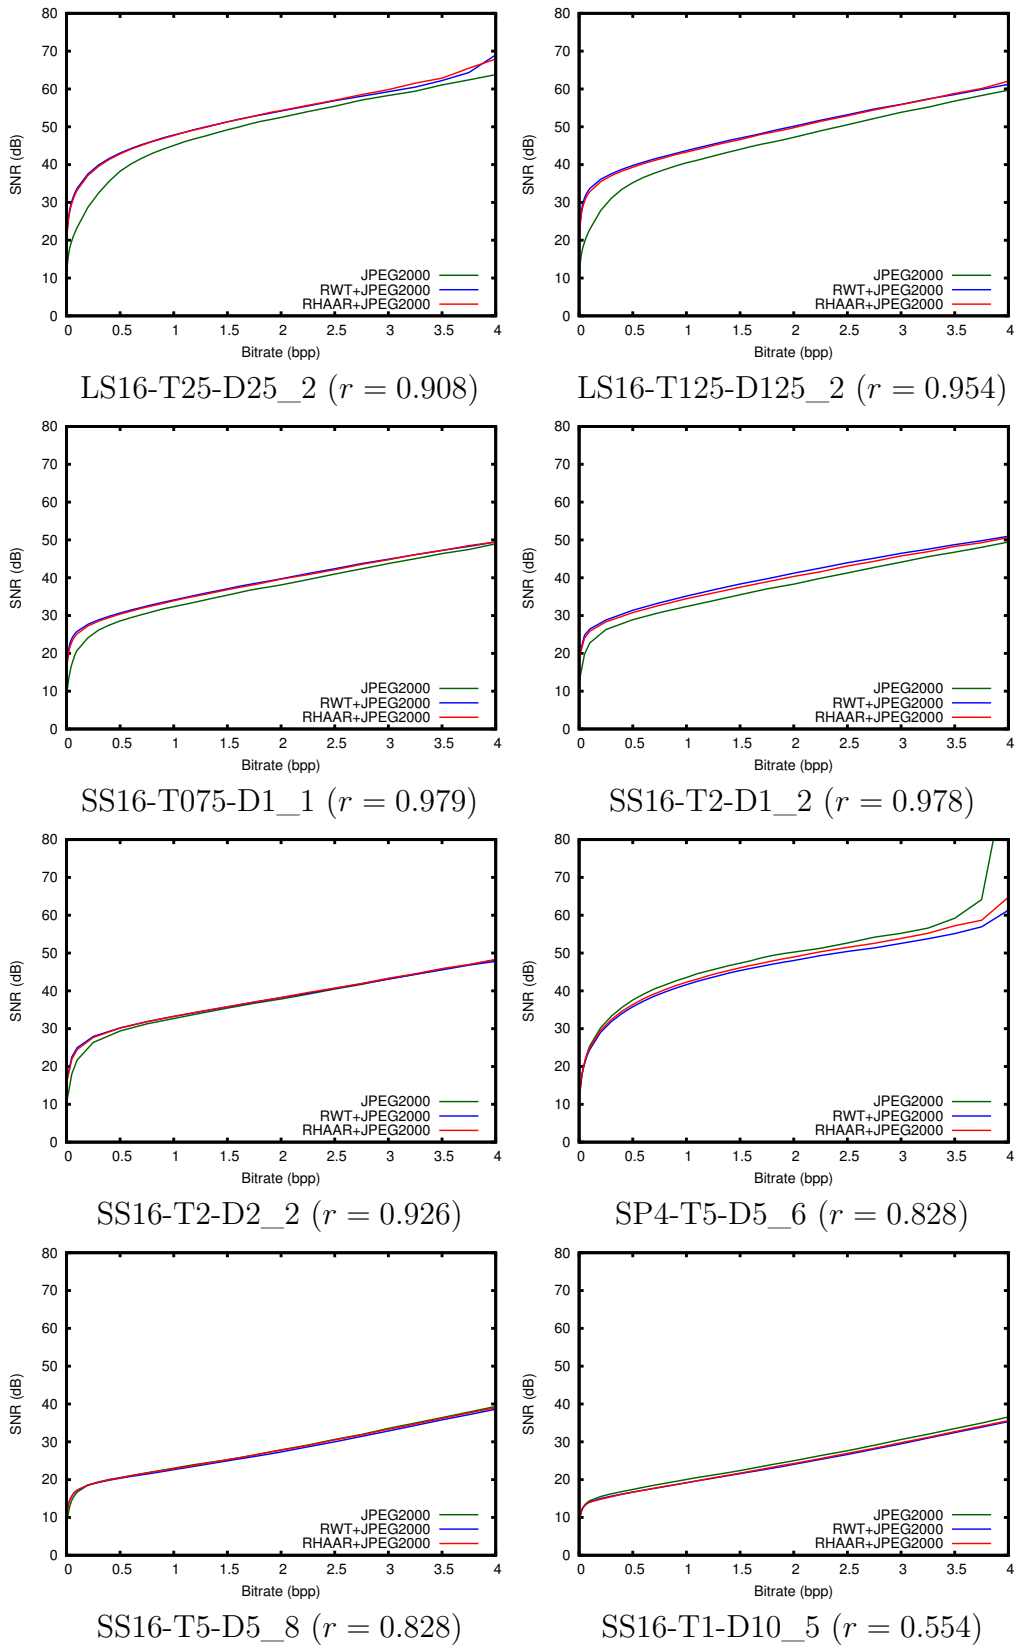 80
70
60
50
40
30
20
10
0
SNR (dB)
JPEG2000
RWT+JPEG2000
RHAAR+JPEG2000
0 0.5 1 1.5 2 2.5 3 3.5 4
Bitrate (bpp)
LS16-T25-D25_2 (r = 0.908)
80
70
60
50
40
30
20
10
0
SNR (dB)
JPEG2000
RWT+JPEG2000
RHAAR+JPEG2000
0 0.5 1 1.5 2 2.5 3 3.5 4
Bitrate (bpp)
LS16-T125-D125_2 (r = 0.954)
80
70
60
50
40
30
20
10
0
SNR (dB)
JPEG2000
RWT+JPEG2000
RHAAR+JPEG2000
0 0.5 1 1.5 2 2.5 3 3.5 4
Bitrate (bpp)
SS16-T075-D1_1 (r = 0.979)
80
70
60
50
40
30
20
10
0
SNR (dB)
JPEG2000
RWT+JPEG2000
RHAAR+JPEG2000
0 0.5 1 1.5 2 2.5 3 3.5 4
Bitrate (bpp)
SS16-T2-D1_2 (r = 0.978)
80
70
60
50
40
30
20
10
0
SNR (dB)
JPEG2000
RWT+JPEG2000
RHAAR+JPEG2000
0 0.5 1 1.5 2 2.5 3 3.5 4
Bitrate (bpp)
SS16-T2-D2_2 (r = 0.926)
80
70
60
50
40
30
20
10
0
SNR (dB)
JPEG2000
RWT+JPEG2000
RHAAR+JPEG2000
0 0.5 1 1.5 2 2.5 3 3.5 4
Bitrate (bpp)
SP4-T5-D5_6 (r = 0.828)
80
70
60
50
40
30
20
10
0
SNR (dB)
JPEG2000
RWT+JPEG2000
RHAAR+JPEG2000
0 0.5 1 1.5 2 2.5 3 3.5 4
Bitrate (bpp)
SS16-T5-D5_8 (r = 0.828)
80
70
60
50
40
30
20
10
0
SNR (dB)
JPEG2000
RWT+JPEG2000
RHAAR+JPEG2000
0 0.5 1 1.5 2 2.5 3 3.5 4
Bitrate (bpp)
SS16-T1-D10_5 (r = 0.554)